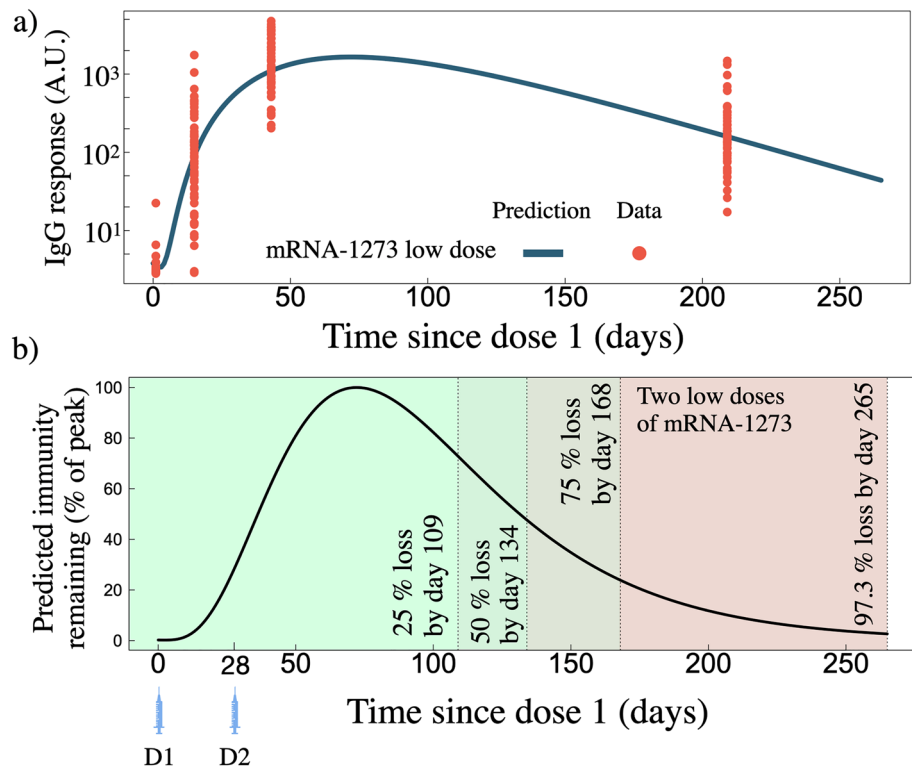 a)
IgG response (A.U.)
10³
10²
10¹
Prediction Data
mRNA-1273 low dose
0 50 100 150 200 250
Time since dose 1 (days)
b)
Predicted immunity
remaining (% of peak)
100
80
60
40
20
0
25 % loss
by day 109
50 % loss
by day 134
75 % loss
by day 168
Two low doses
of mRNA-1273
97.3 % loss by day 265
0 28 50 100 150 200 250
Time since dose 1 (days)
D1 D2